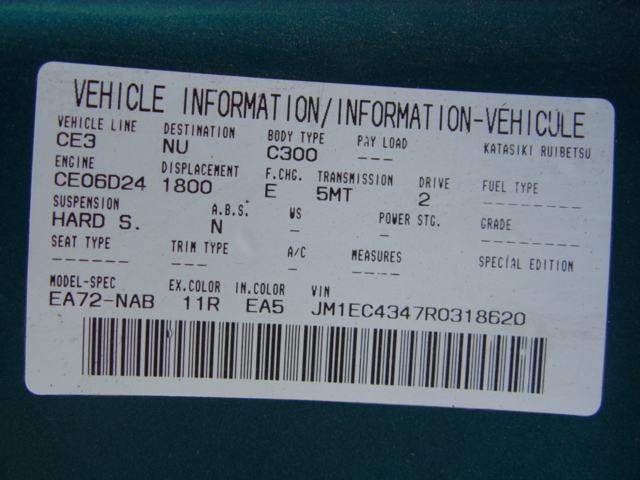 VEHICLE INFORMATION/INFORMATION-VÉHICULE
VEHICLE LINE DESTINATION BODY TYPE PAY LOAD KATASIKI RUIBETSU
CE3 NU C300 ---
ENGINE DISPLACEMENT F.CHG. TRANSMISSION DRIVE FUEL TYPE
CE06D24 1800 E 5MT 2 --------
SUSPENSION A.B.S. WS POWER STG. GRADE
HARD S. N - - --------
SEAT TYPE TRIM TYPE A/C MEASURES SPECIAL EDITION
------ ----- - -----
MODEL-SPEC EX.COLOR IN.COLOR VIN
EA72-NAB 11R EA5 JM1EC4347R0318620